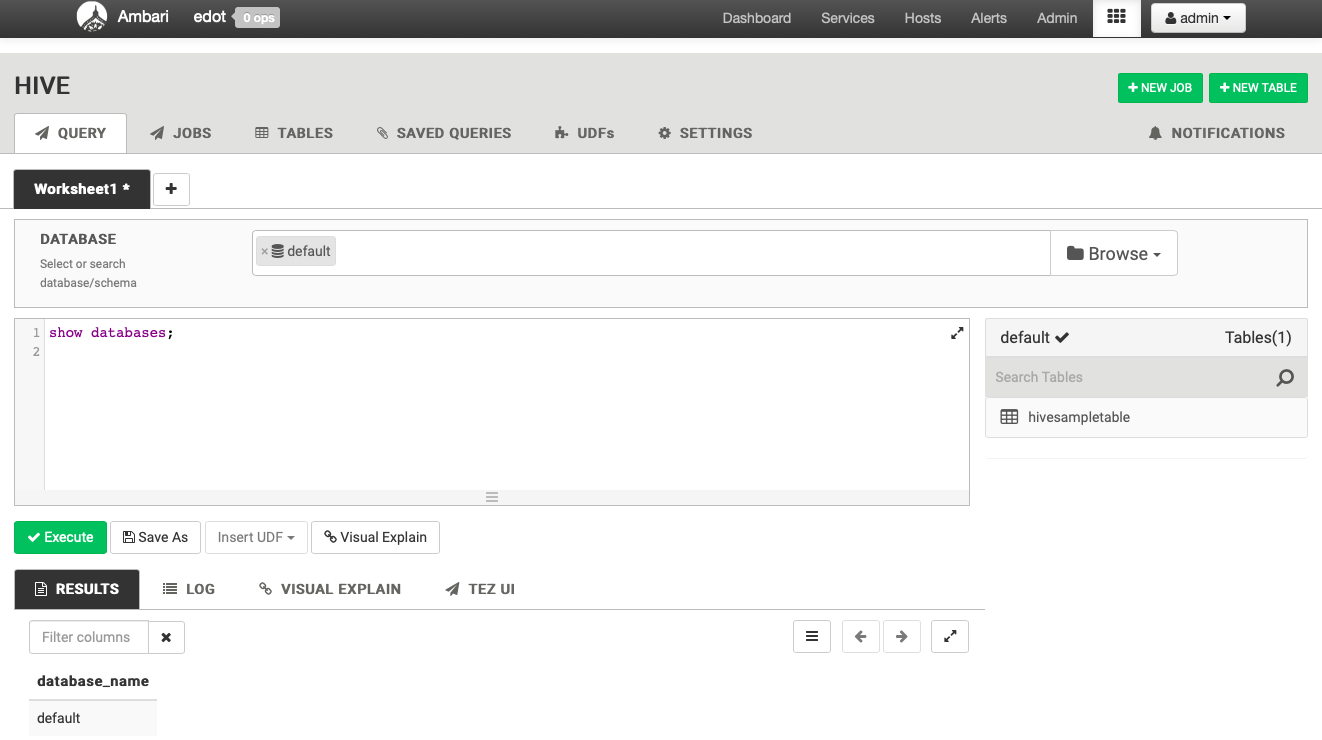 Ambari edot 0 ops Dashboard Services Hosts Alerts Admin admin
HIVE
+ NEW JOB + NEW TABLE
QUERY JOBS TABLES SAVED QUERIES UDFs SETTINGS NOTIFICATIONS
Worksheet1 * +
DATABASE
Select or search
database/schema
× default
Browse
1 show databases;
2
default Tables(1)
Search Tables
hivesampletable
Execute Save As Insert UDF Visual Explain
RESULTS LOG VISUAL EXPLAIN TEZ UI
Filter columns
database_name
default